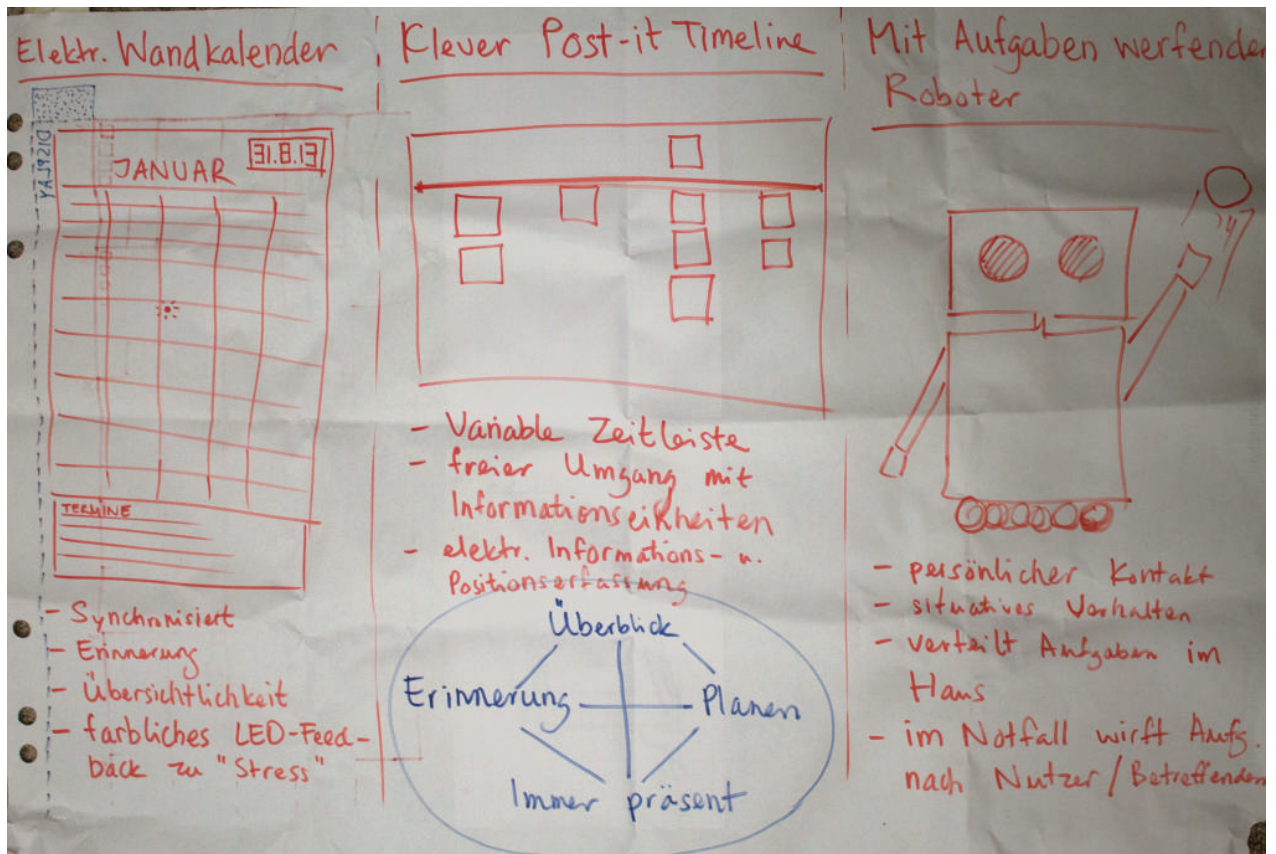 Elektr. Wandkalender
DISPLAY
JANUAR
31.8.13
TERMINE
- Synchronisiert
- Erinnerung
- Übersichtlichkeit
- farbliches LED-Feed-
back zu "Stress"
Klever Post-it Timeline
- Variable Zeitleiste
- freier Umgang mit
Informationseikheiten
- elektr. Informations- u.
Positionserfassung
Überblick
Erinnerung
Planen
Immer präsent
Mit Aufgaben werfender
Roboter
- persönlicher Kontakt
- situatives Verhalten
- verteilt Aufgaben im
Haus
- im Notfall wirft Aufg.
nach Nutzer / Betreffenden